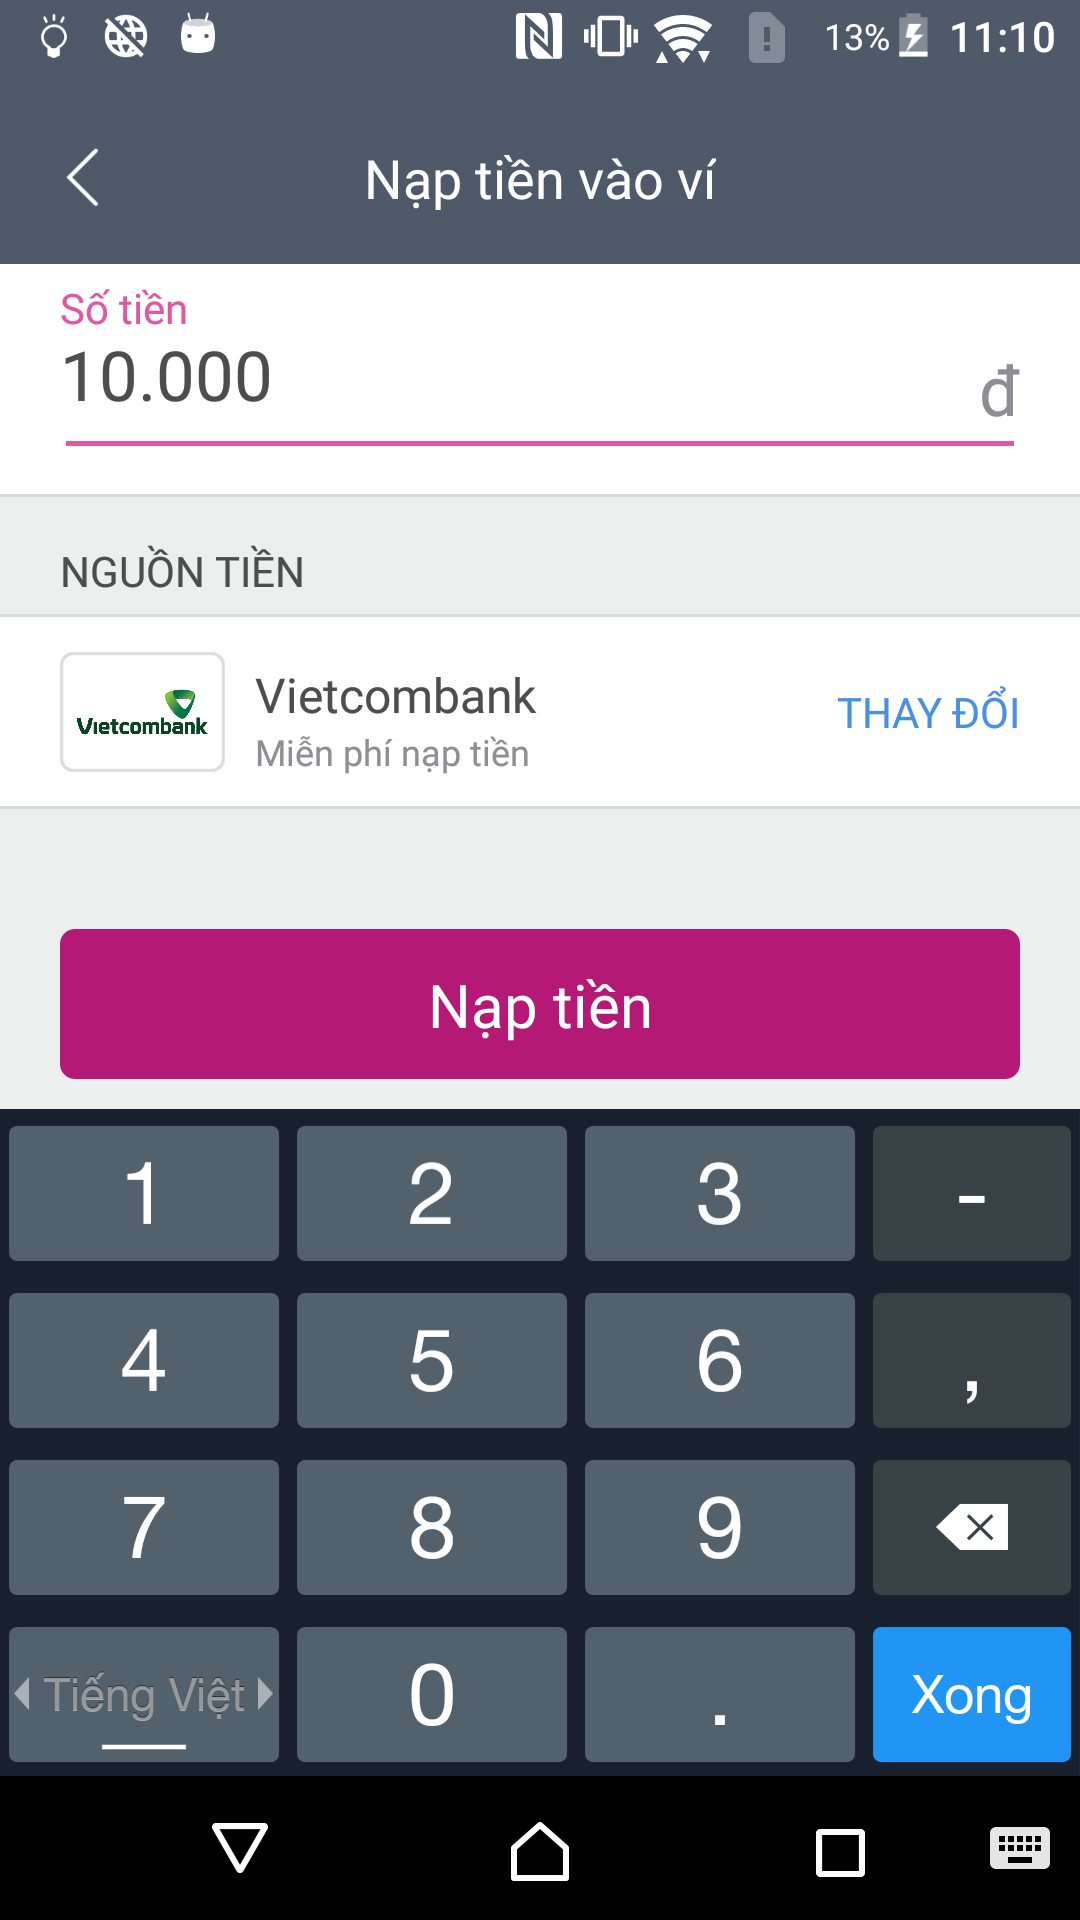 13% 11:10
Nạp tiền vào ví
Số tiền
10.000 đ
NGUỒN TIỀN
Vietcombank
Vietcombank
Miễn phí nạp tiền
THAY ĐỔI
Nạp tiền
1 2 3 -
4 5 6 ,
7 8 9
Tiếng Việt 0 . Xong